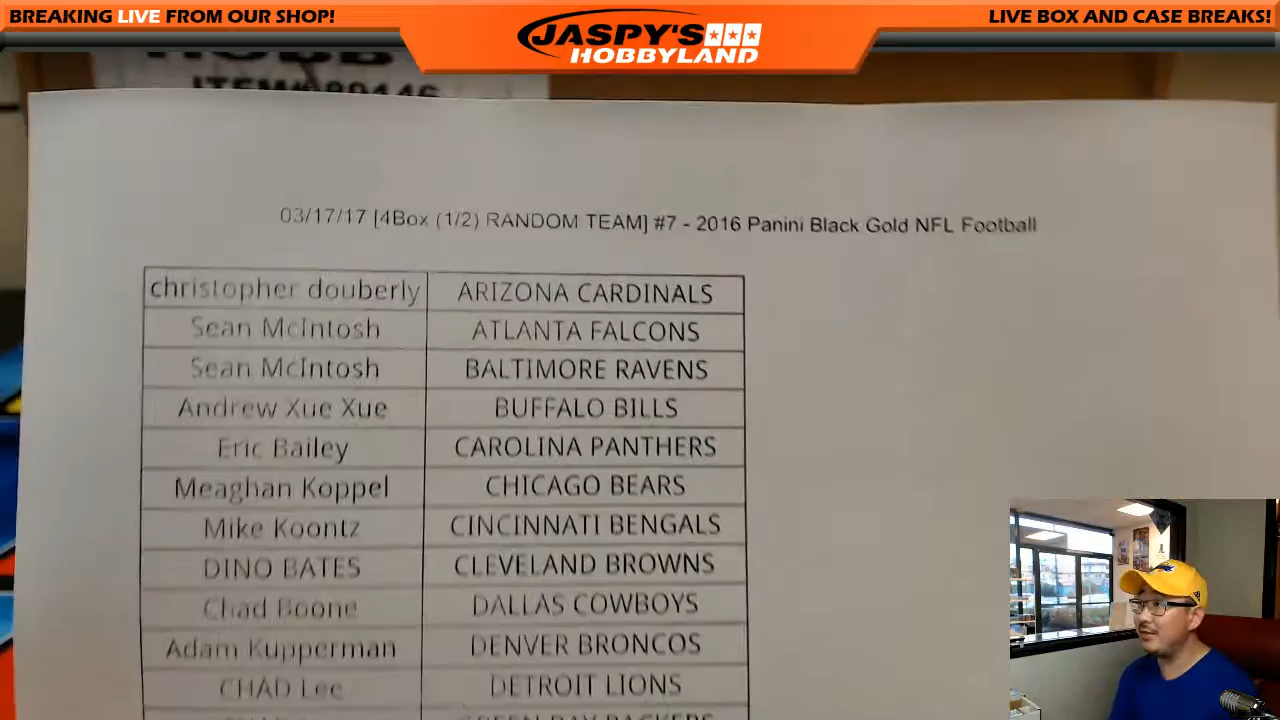 BREAKING LIVE FROM OUR SHOP!
JASPY'S
HOBBYLAND
LIVE BOX AND CASE BREAKS!
03/17/17 [4Box (1/2) RANDOM TEAM] #7 - 2016 Panini Black Gold NFL Football
christopher douberly ARIZONA CARDINALS
Sean McIntosh ATLANTA FALCONS
Sean McIntosh BALTIMORE RAVENS
Andrew Xue Xue BUFFALO BILLS
Eric Bailey CAROLINA PANTHERS
Meaghan Koppel CHICAGO BEARS
Mike Koontz CINCINNATI BENGALS
DINO BATES CLEVELAND BROWNS
Chad Boone DALLAS COWBOYS
Adam Kupperman DENVER BRONCOS
CHAD Lee DETROIT LIONS
GREEN BAY PACKERS